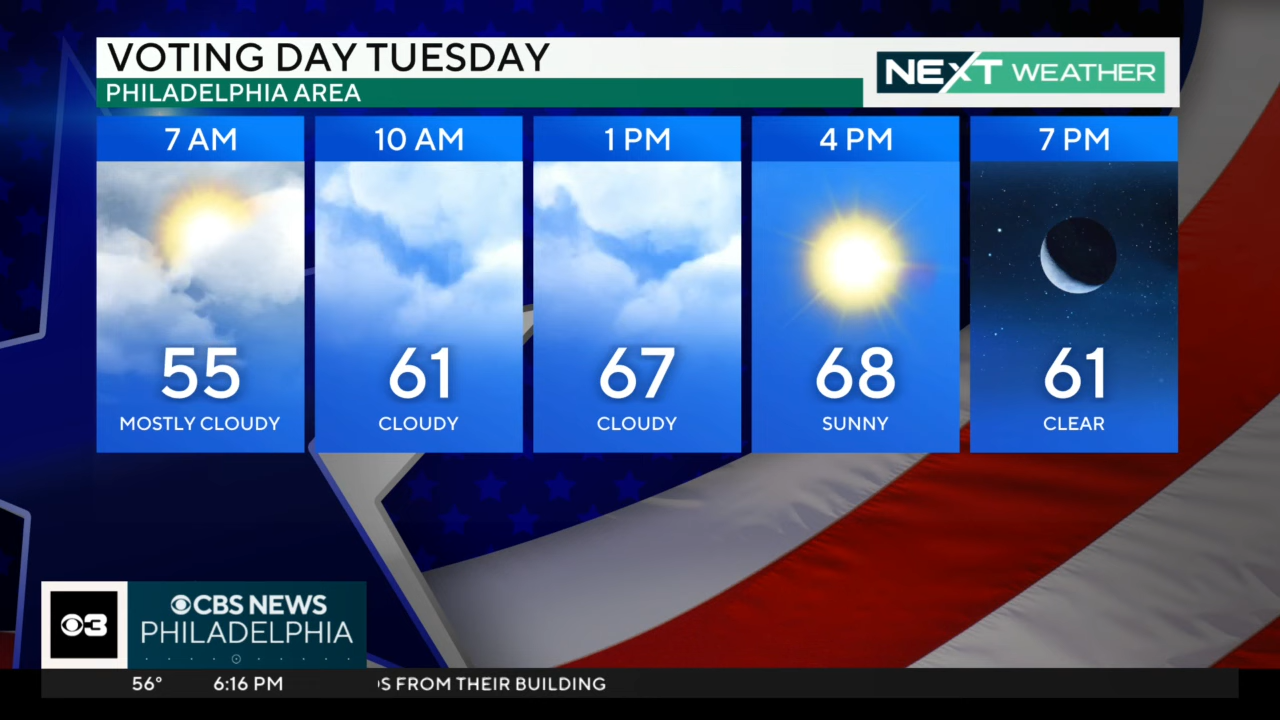 VOTING DAY TUESDAY
PHILADELPHIA AREA
NEXT WEATHER
7 AM
10 AM
1 PM
4 PM
7 PM
55
61
67
68
61
MOSTLY CLOUDY
CLOUDY
CLOUDY
SUNNY
CLEAR
3
CBS NEWS
PHILADELPHIA
56° 6:16 PM FROM THEIR BUILDING